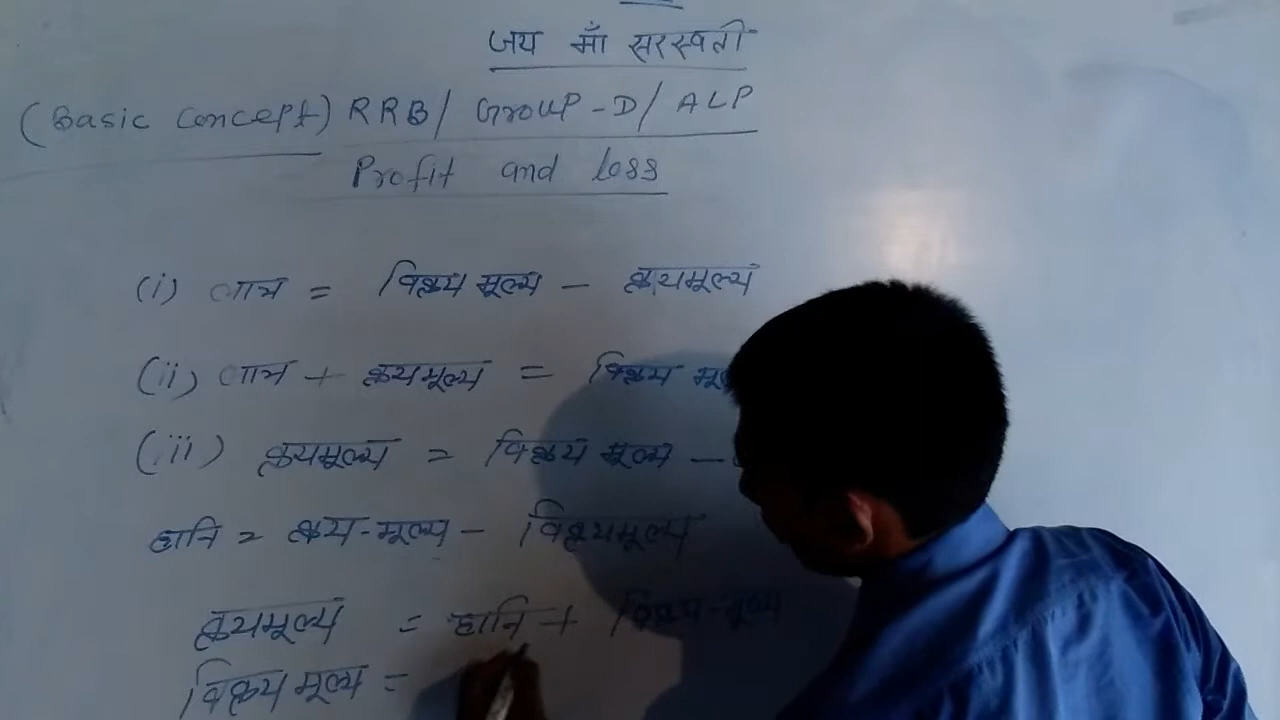 जय माँ सरस्वती
(Basic Concept) RRB/ Group-D/ ALP
Profit and loss
(i) लाभ = विक्रय मूल्य - क्रयमूल्य
(ii) लाभ + क्रयमूल्य = विक्रय
(iii) क्रयमूल्य = विक्रय मूल्य -
हानि = क्रय-मूल्य - विक्रयमूल्य
क्रयमूल्य = हानि + विक्रय-मूल्य
विक्रय मूल्य =